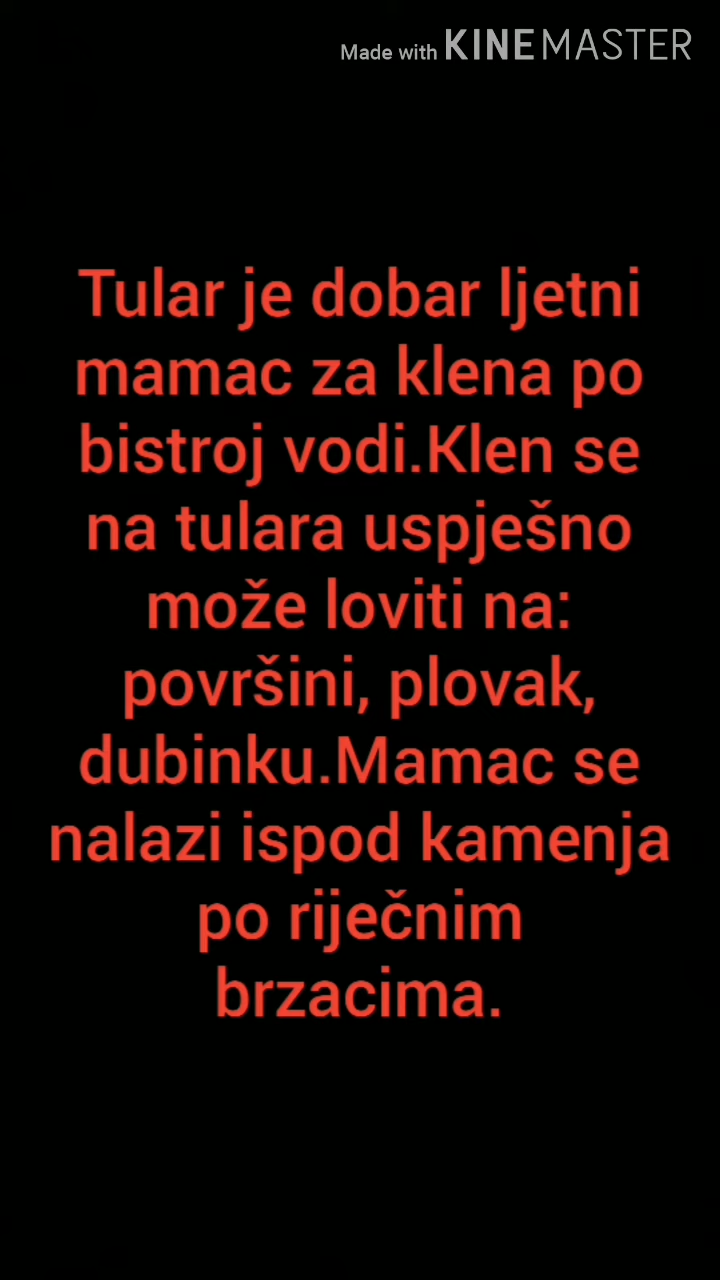 Made with KINEMASTER
Tular je dobar ljetni
mamac za klena po
bistroj vodi.Klen se
na tulara uspješno
može loviti na:
površini, plovak,
dubinku.Mamac se
nalazi ispod kamenja
po riječnim
brzacima.